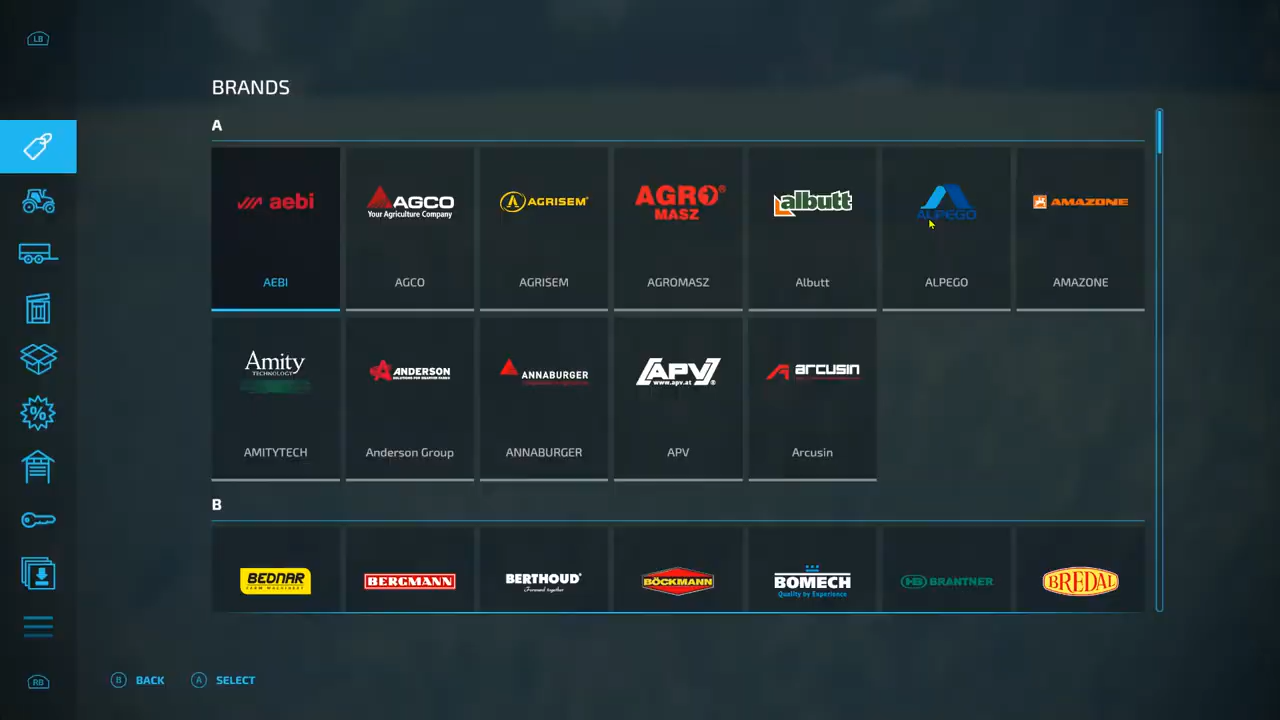 LB
BRANDS
A
aebi
AGCO
Your Agriculture Company
AGRISEM
AGRO
MASZ
albutt
ALPEGO
AMAZONE
AEBI
AGCO
AGRISEM
AGROMASZ
Albutt
ALPEGO
AMAZONE
Amity
TECHNOLOGY
ANDERSON
ANNABURGER
APV
www.apv.at
arcusin
AMITYTECH
Anderson Group
ANNABURGER
APV
Arcusin
B
BEDNAR
FARM MACHINERY
BERGMANN
BERTHOUD
Forward together
BÖCKMANN
BOMECH
Quality by Experience
BRANTNER
BREDAL
B BACK
A SELECT
RB